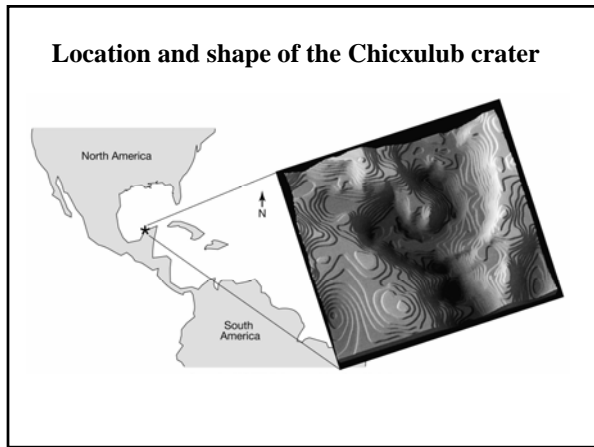 Location and shape of the Chicxulub crater
North America
N
South
America